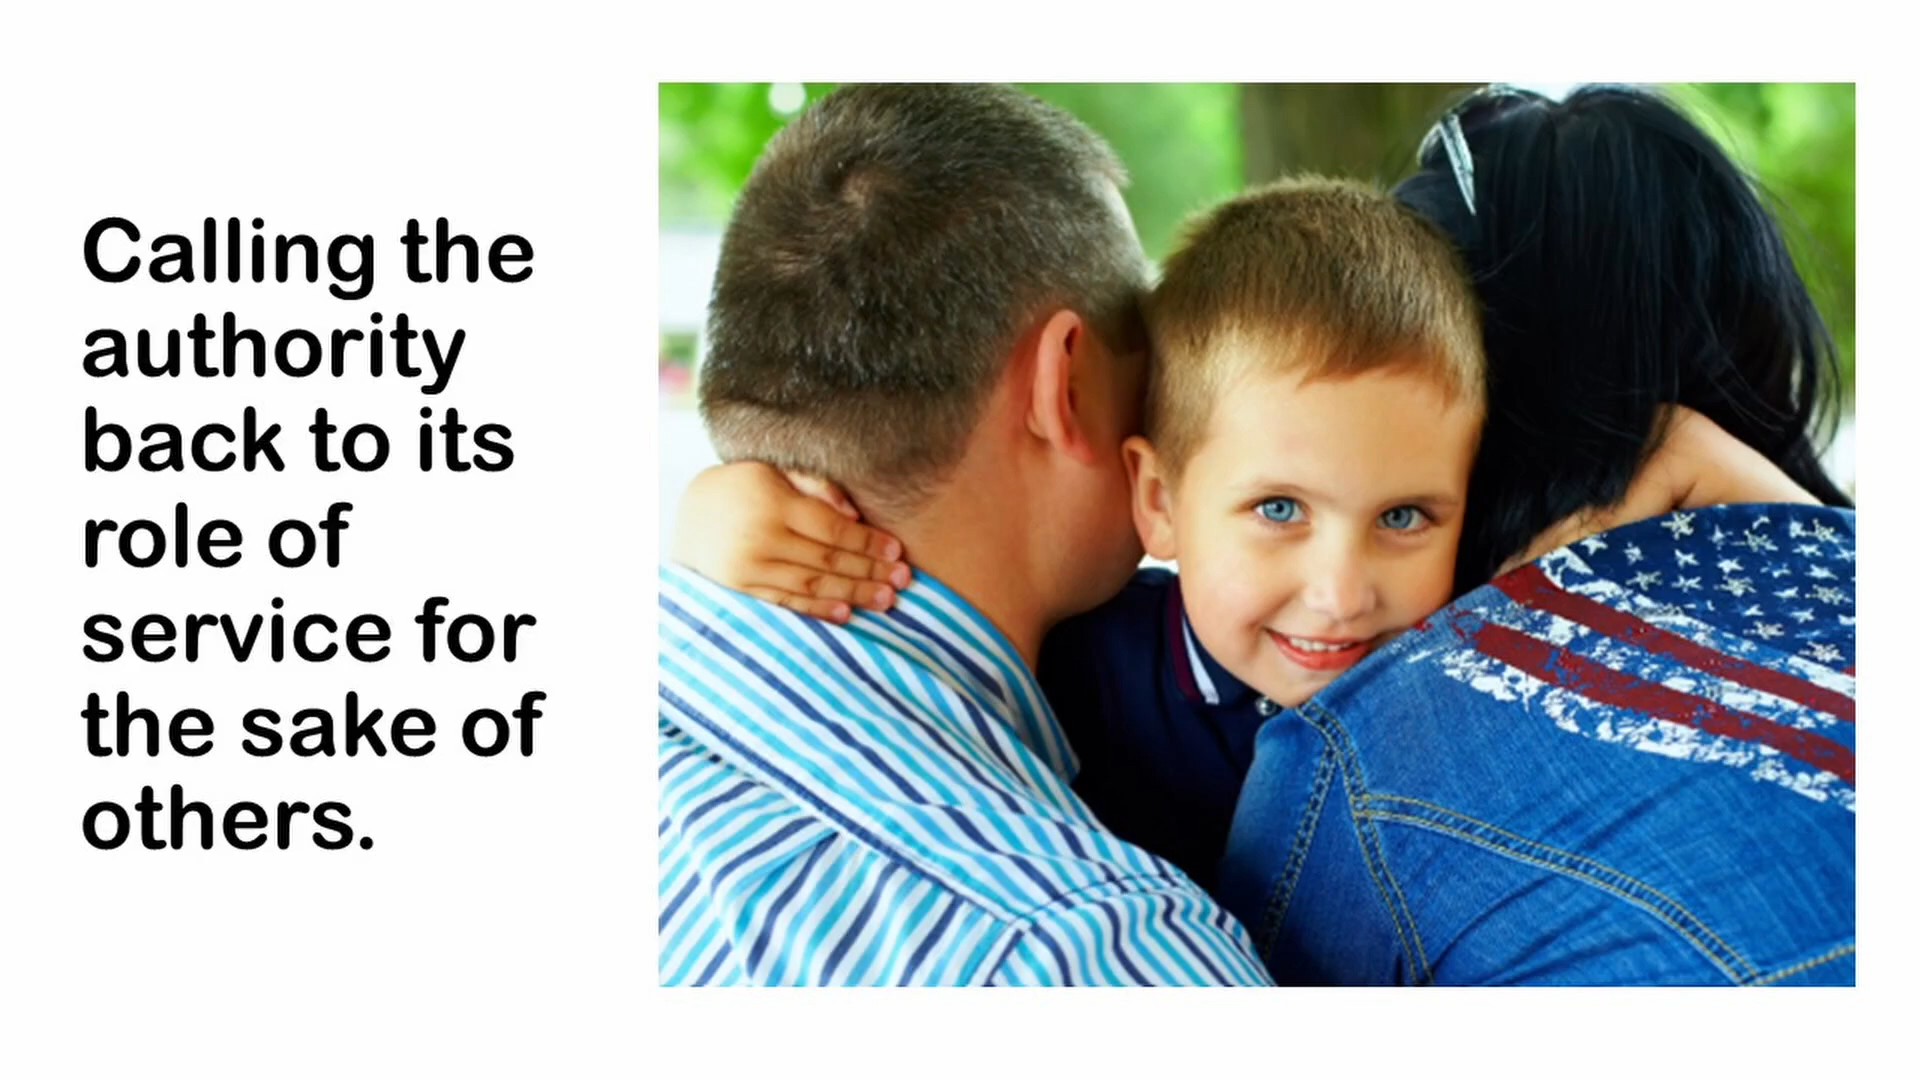 Calling the
authority
back to its
role of
service for
the sake of
others.